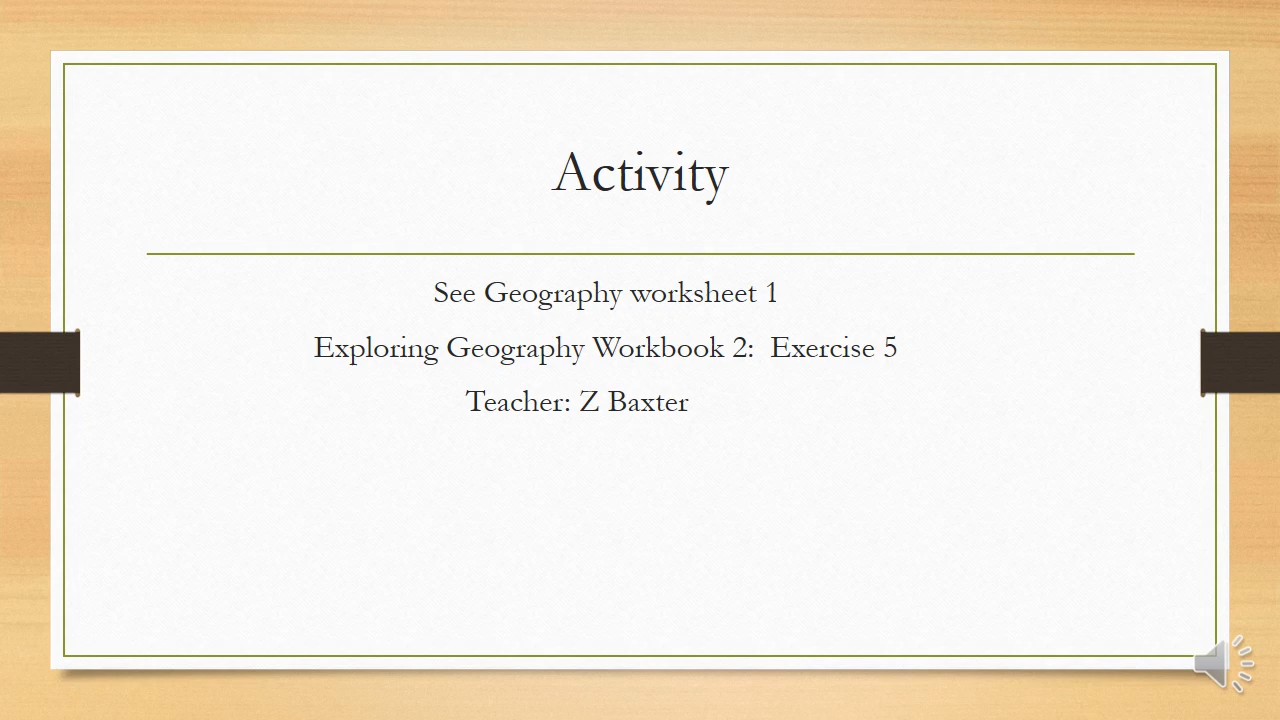 Activity
See Geography worksheet 1
Exploring Geography Workbook 2:  Exercise 5
Teacher: Z Baxter